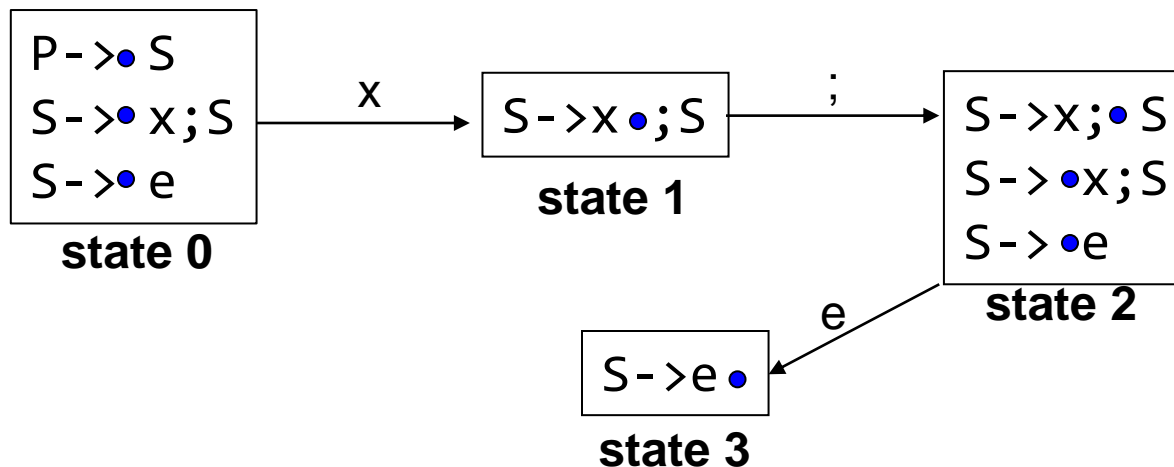 P->• S
S->• x;S
S->• e
state 0
x
S->x•;S
state 1
;
S->x;• S
S->•x;S
S->•e
state 2
e
S->e•
state 3